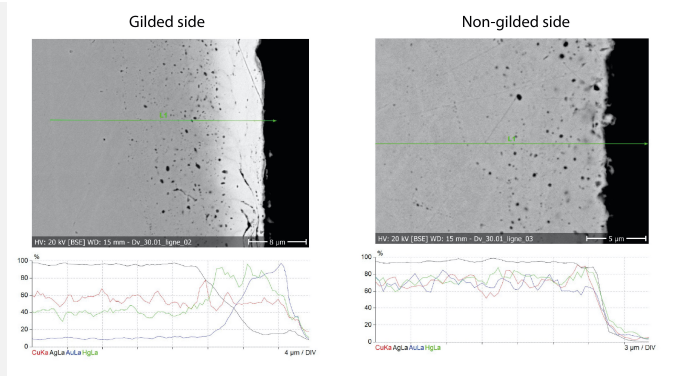 Gilded side
L1
HV: 20 kV [BSE] WD: 15 mm - Dv_30.01_ligne_02
8 µm
%
100
80
60
40
20
0
CuKa AgLa AuLa HgLa
4 µm / DIV
Non-gilded side
HV: 20 kV [BSE] WD: 15 mm - Dv_30.01_ligne_03
5 µm
%
100
80
60
40
20
0
CuKa AgLa AuLa HgLa
3 µm / DIV